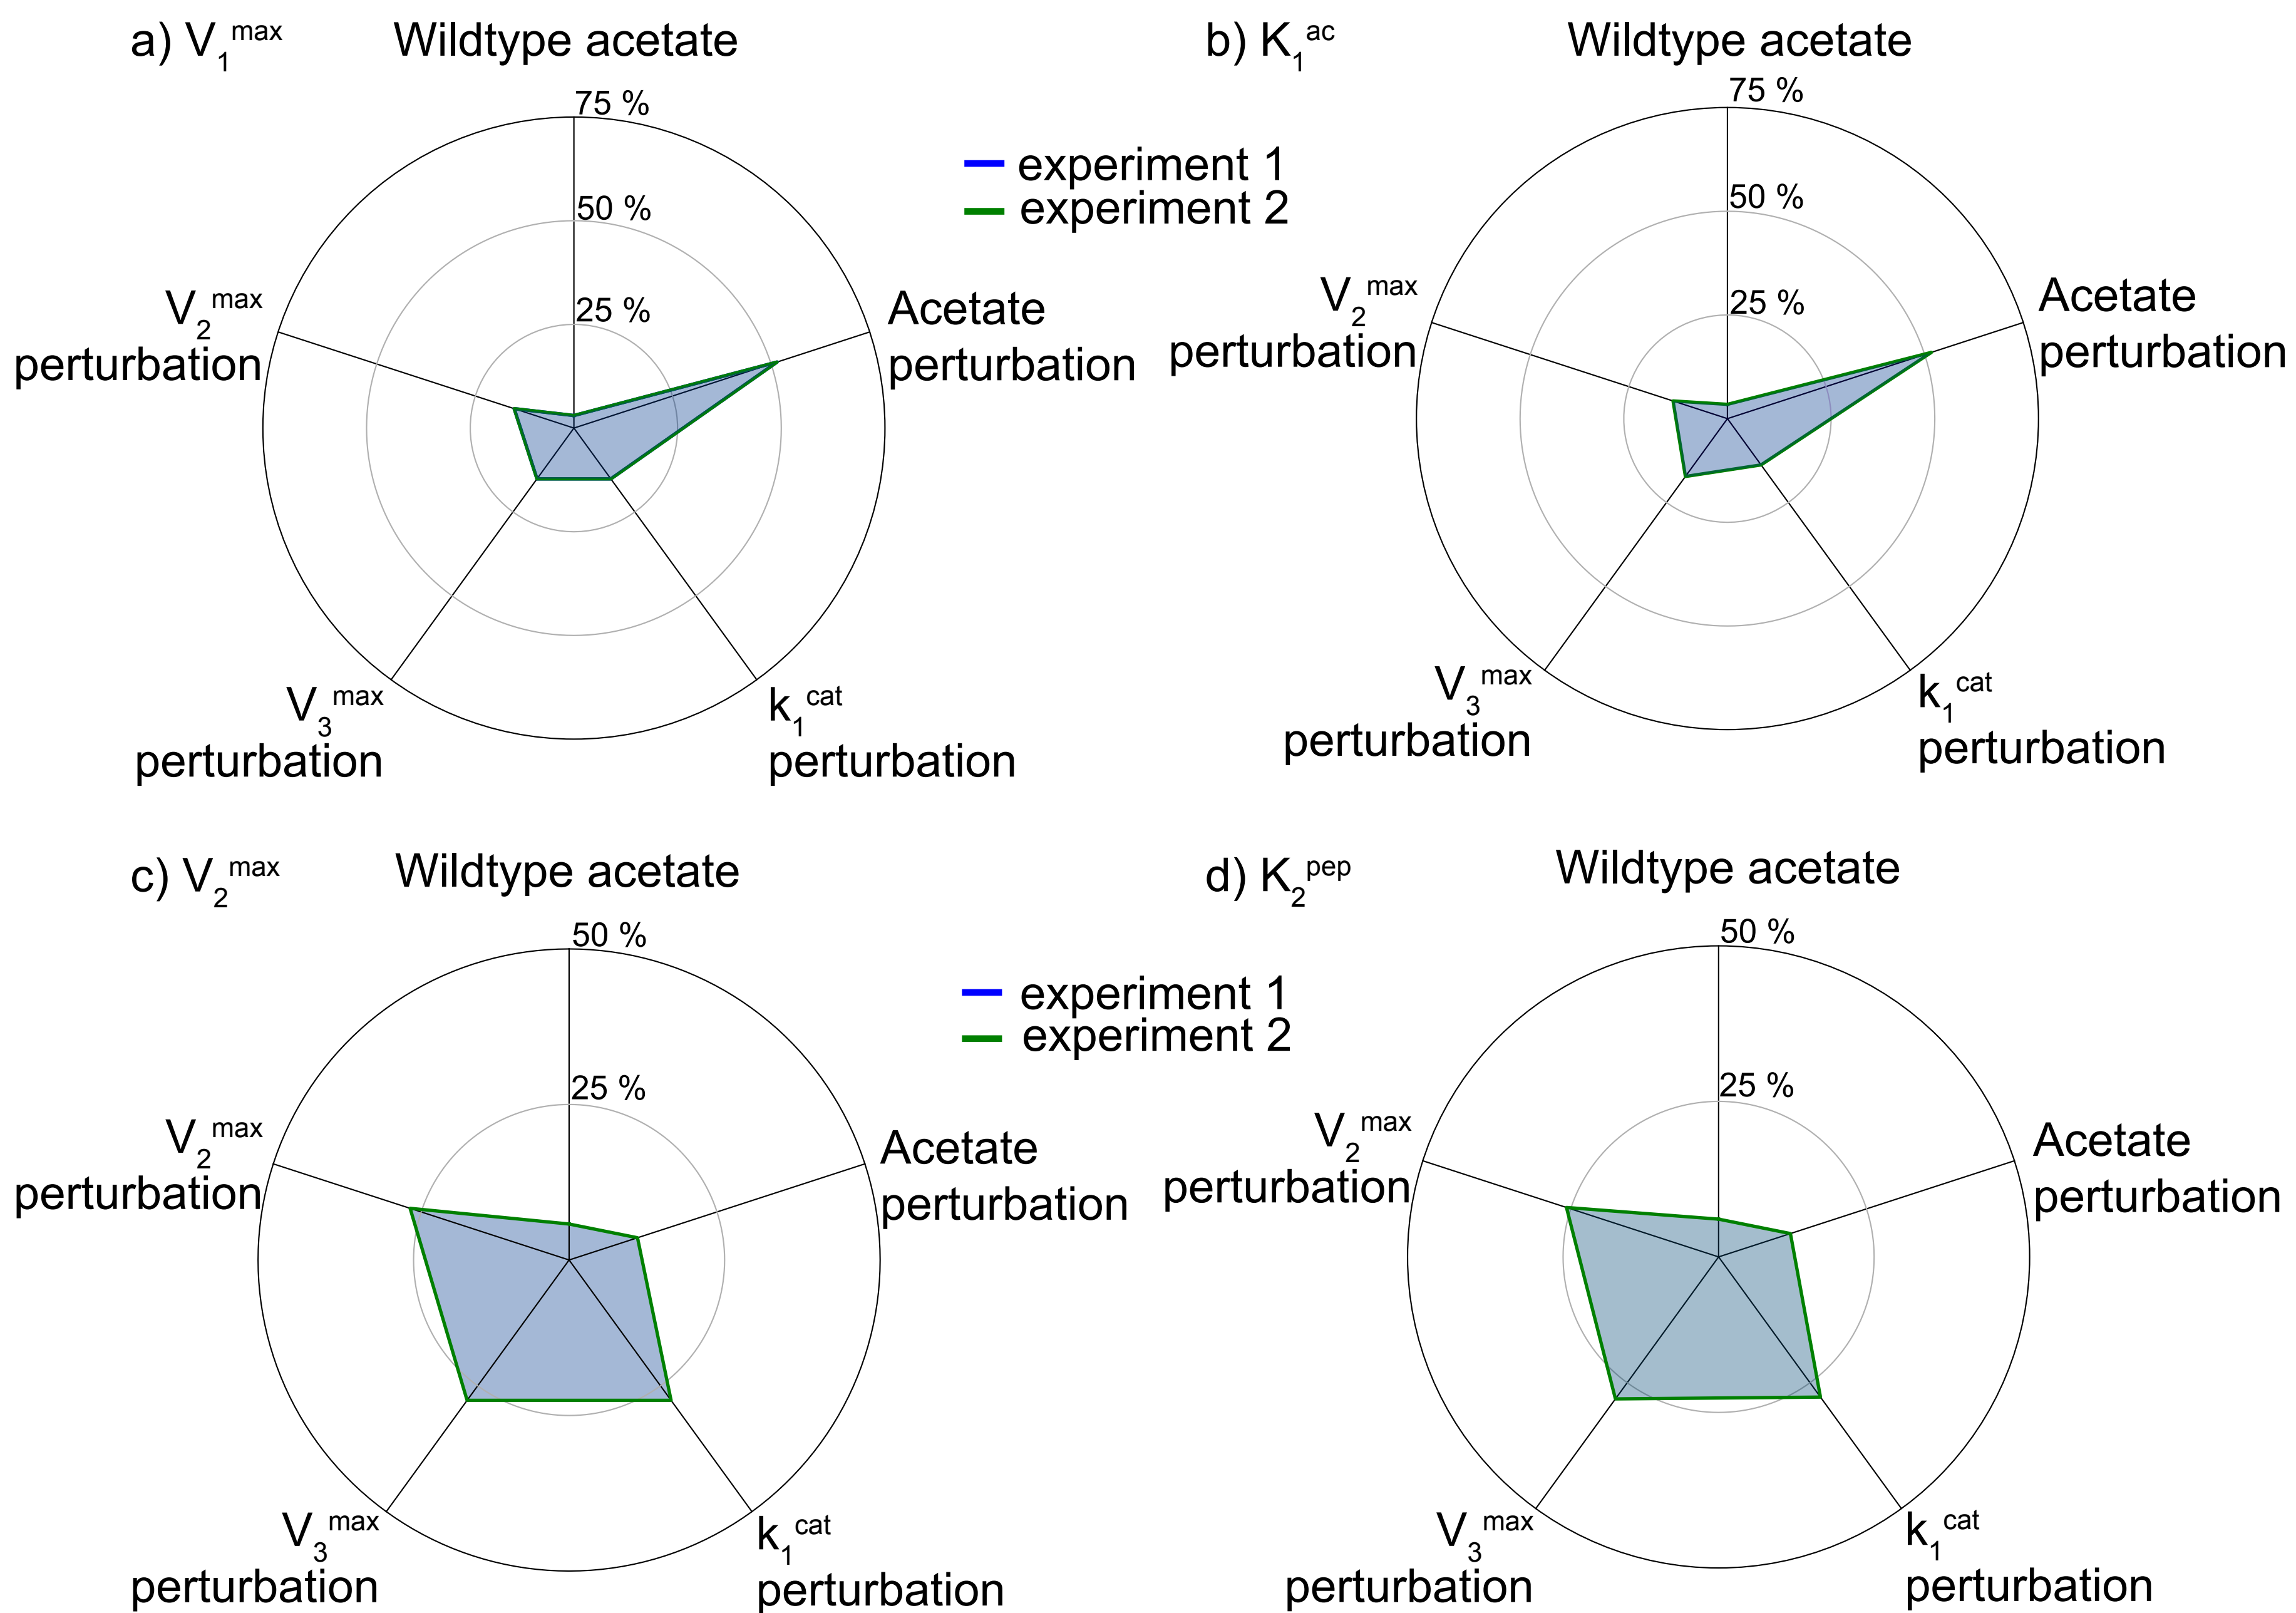 a) V₁ᵐᵃˣ
Wildtype acetate
75 %
50 %
25 %
V₂ᵐᵃˣ
perturbation
Acetate
perturbation
V₃ᵐᵃˣ
perturbation
k₁ᶜᵃᵗ
perturbation
experiment 1
experiment 2
b) K₁ᵃᶜ
Wildtype acetate
75 %
50 %
25 %
V₂ᵐᵃˣ
perturbation
Acetate
perturbation
V₃ᵐᵃˣ
perturbation
k₁ᶜᵃᵗ
perturbation
c) V₂ᵐᵃˣ
Wildtype acetate
50 %
25 %
V₂ᵐᵃˣ
perturbation
Acetate
perturbation
V₃ᵐᵃˣ
perturbation
k₁ᶜᵃᵗ
perturbation
experiment 1
experiment 2
d) K₂ᵖᵉᵖ
Wildtype acetate
50 %
25 %
V₂ᵐᵃˣ
perturbation
Acetate
perturbation
V₃ᵐᵃˣ
perturbation
k₁ᶜᵃᵗ
perturbation